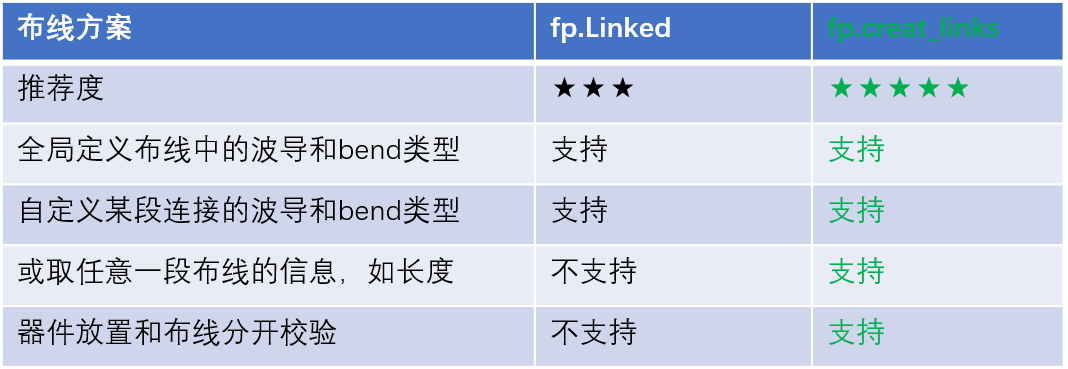 布线方案 fp.Linked fp.creat_links
推荐度 ★★★ ★★★★★
全局定义布线中的波导和bend类型 支持 支持
自定义某段连接的波导和bend类型 支持 支持
或取任意一段布线的信息，如长度 不支持 支持
器件放置和布线分开校验 不支持 支持